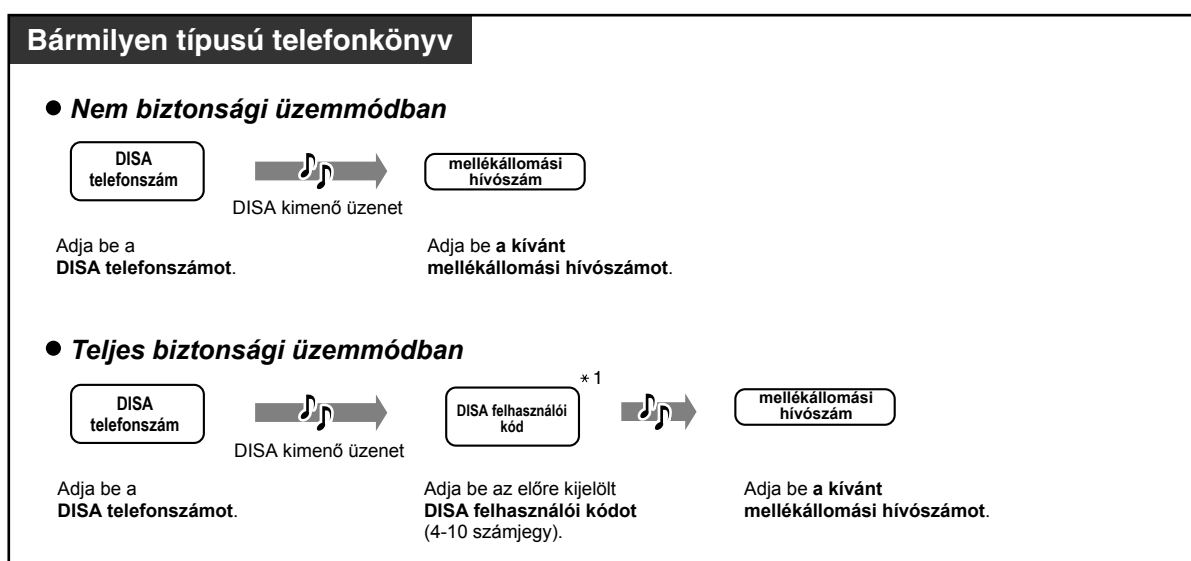 Bármilyen típusú telefonkönyv
● Nem biztonsági üzemmódban
DISA
telefonszám
DISA kimenő üzenet
mellékállomási
hívószám
Adja be a
DISA telefonszámot.
Adja be a kívánt
mellékállomási hívószámot.
● Teljes biztonsági üzemmódban
DISA
telefonszám
DISA kimenő üzenet
*1
DISA felhasználói
kód
mellékállomási
hívószám
Adja be a
DISA telefonszámot.
Adja be az előre kijelölt
DISA felhasználói kódot
(4-10 számjegy).
Adja be a kívánt
mellékállomási hívószámot.